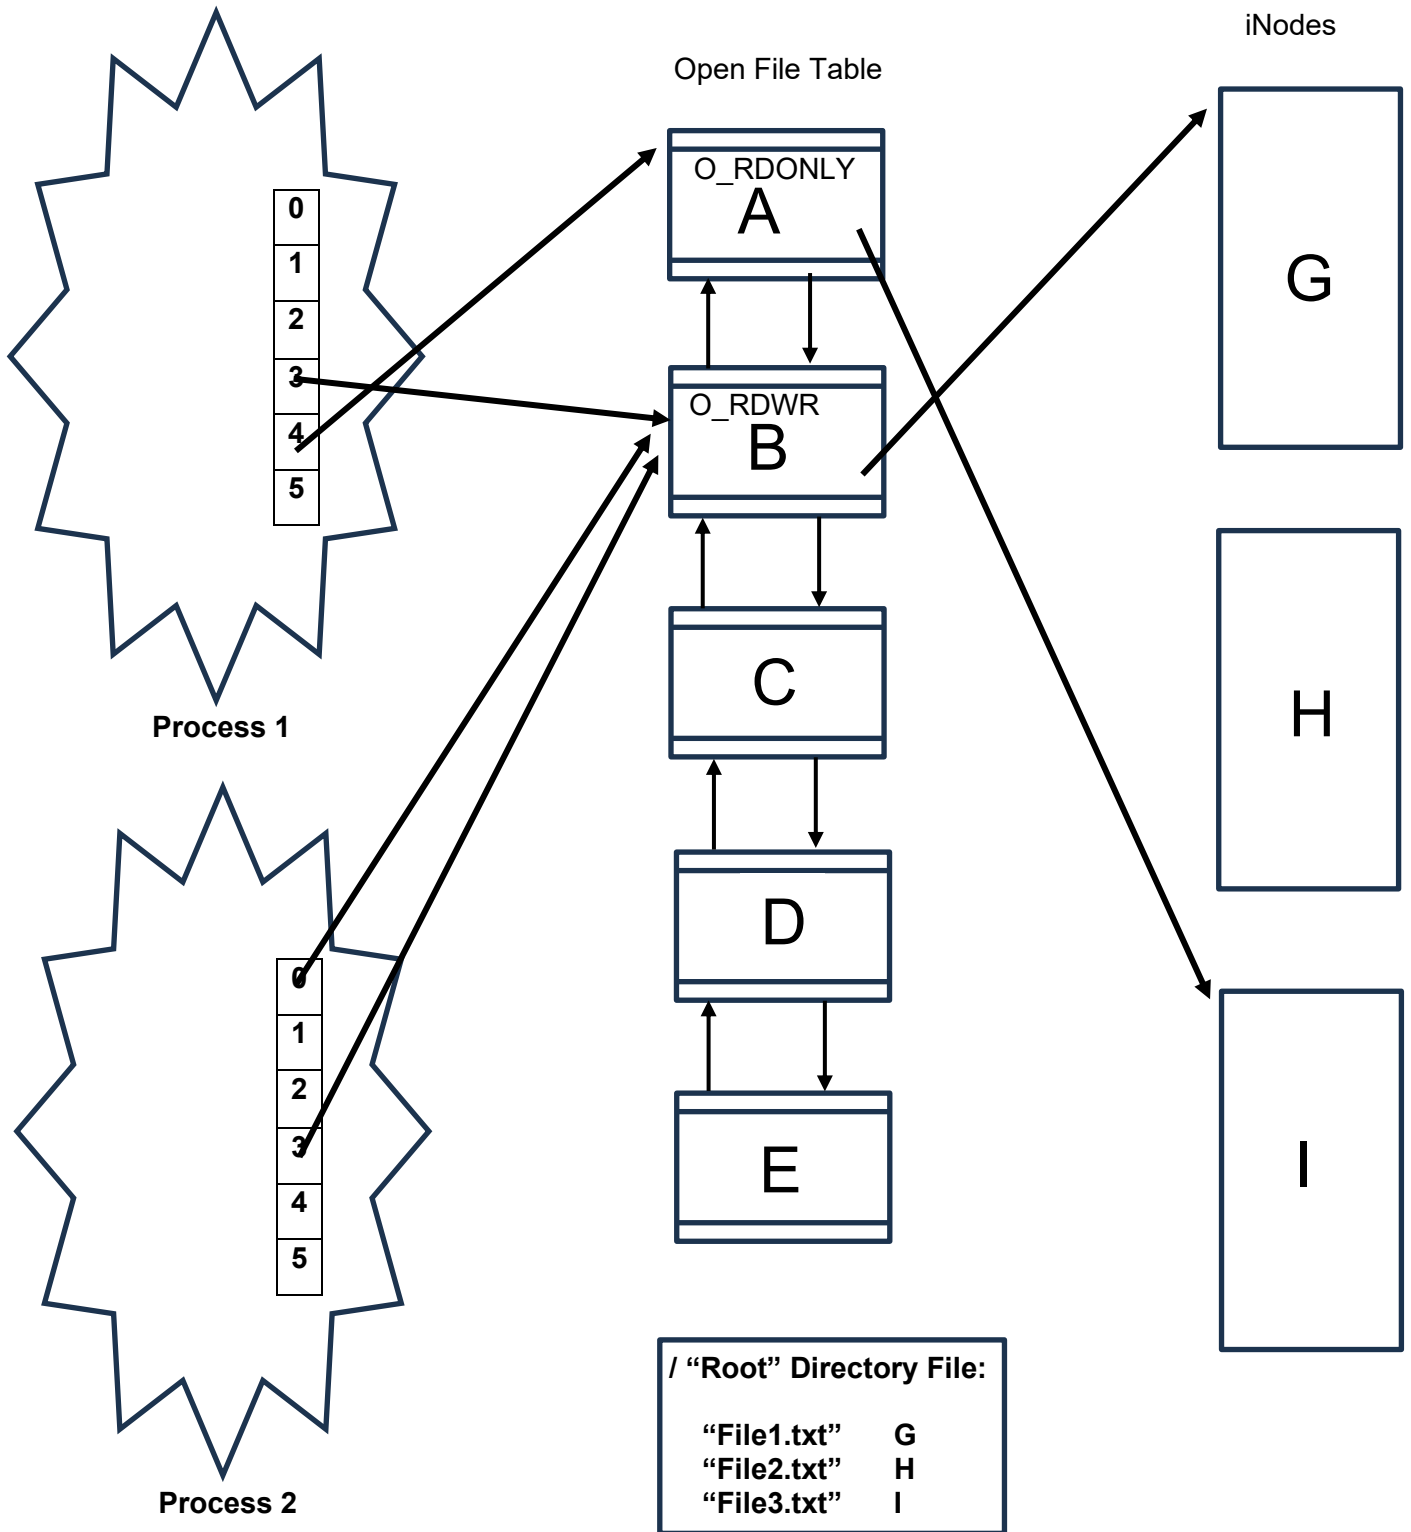 iNodes
Open File Table
O_RDONLY
A
G
0
1
2
3
4
5
O_RDWR
B
C
H
Process 1
D
0
1
2
3
4
5
E
I
/ “Root” Directory File:
“File1.txt” G
“File2.txt” H
“File3.txt” I
Process 2